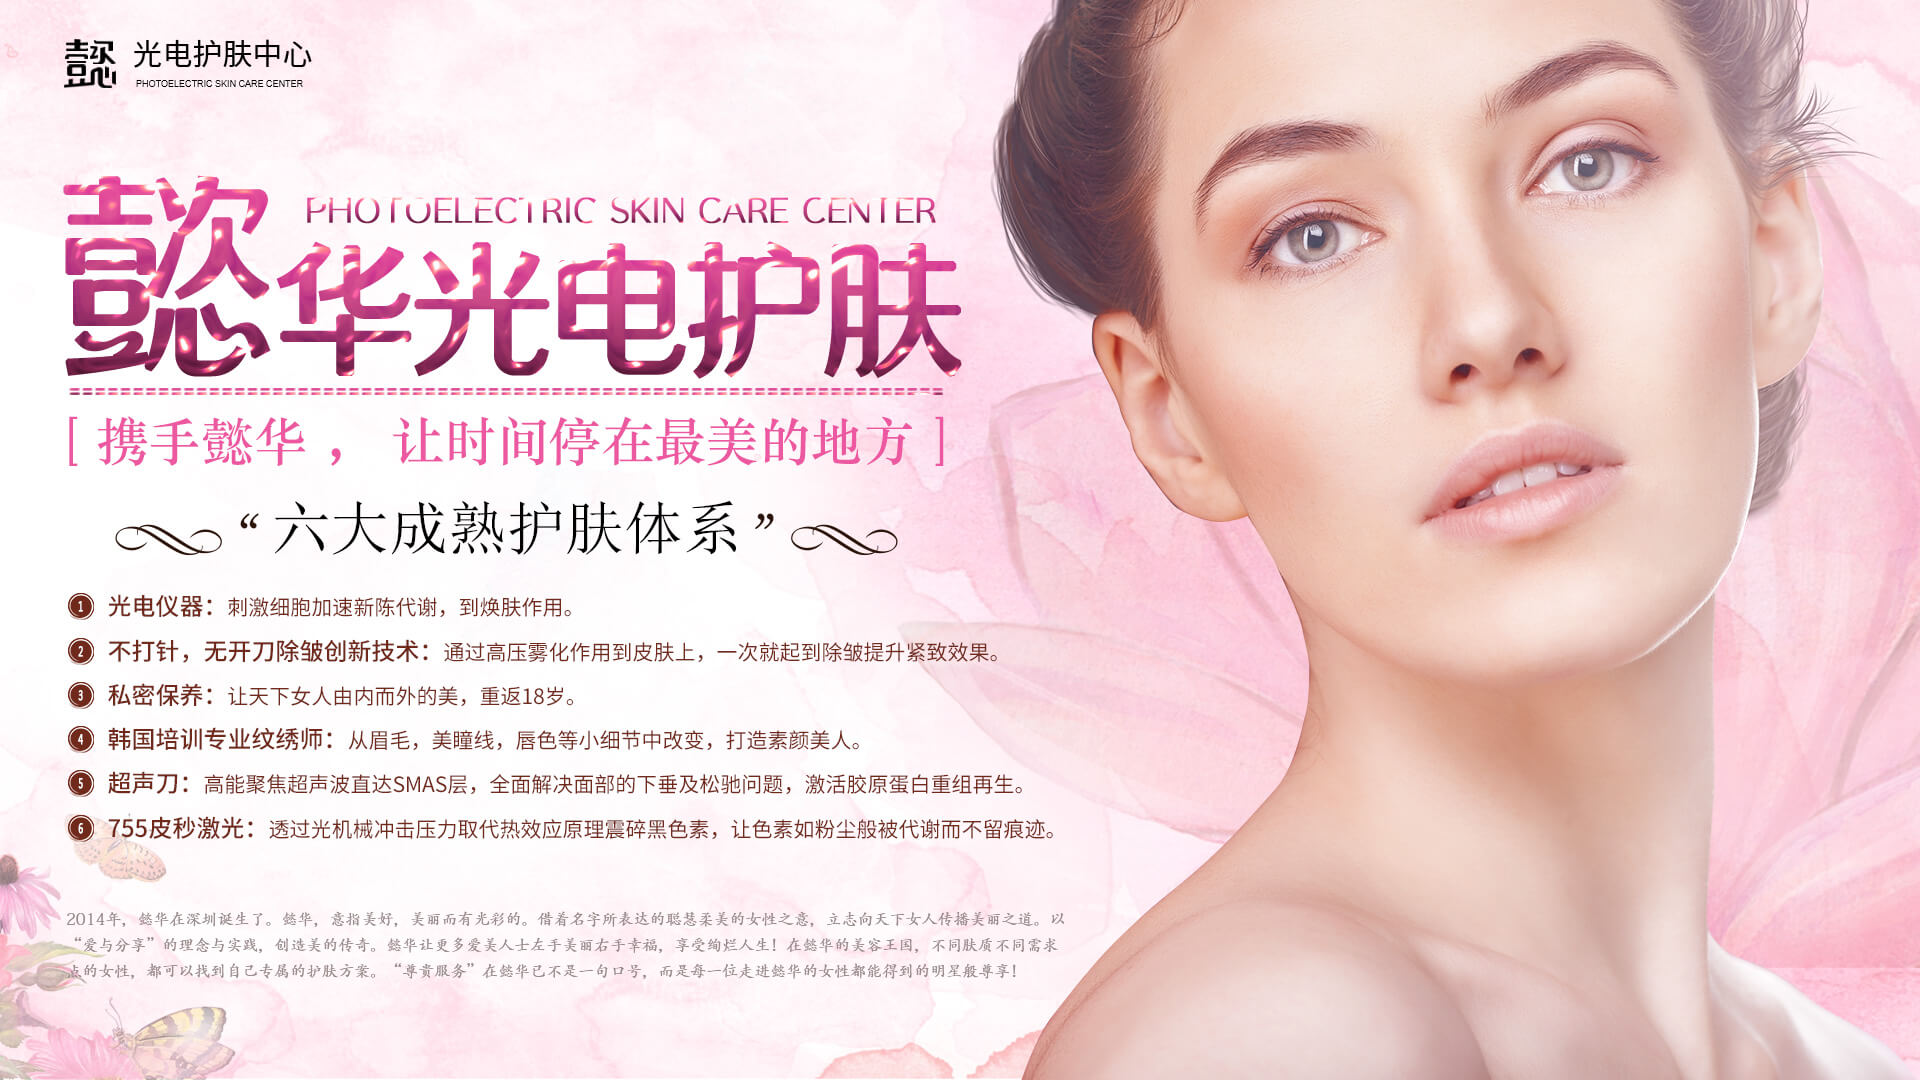 懿 光电护肤中心
PHOTOELECTRIC SKIN CARE CENTER
PHOTOELECTRIC SKIN CARE CENTER
懿华光电护肤
[ 携手懿华， 让时间停在最美的地方 ]
“六大成熟护肤体系”
1 光电仪器：刺激细胞加速新陈代谢，到焕肤作用。
2 不打针，无开刀除皱创新技术：通过高压雾化作用到皮肤上，一次就起到除皱提升紧致效果。
3 私密保养：让天下女人由内而外的美，重返18岁。
4 韩国培训专业纹绣师：从眉毛，美瞳线，唇色等小细节中改变，打造素颜美人。
5 超声刀：高能聚焦超声波直达SMAS层，全面解决面部的下垂及松驰问题，激活胶原蛋白重组再生。
6 755皮秒激光：透过光机械冲击压力取代热效应原理震碎黑色素，让色素如粉尘般被代谢而不留痕迹。
2014年，懿华在深圳诞生了。懿华，意指美好，美丽而有光彩的。借着名字所表达的聪慧柔美的女性之意，立志向天下女人传播美丽之道。以
“爱与分享”的理念与实践，创造美的传奇。懿华让更多爱美人士左手美丽右手幸福，享受绚烂人生！在懿华的美容王国，不同肤质不同需求
点的女性，都可以找到自己专属的护肤方案。“尊贵服务”在懿华已不是一句口号，而是每一位走进懿华的女性都能得到的明星般尊享！